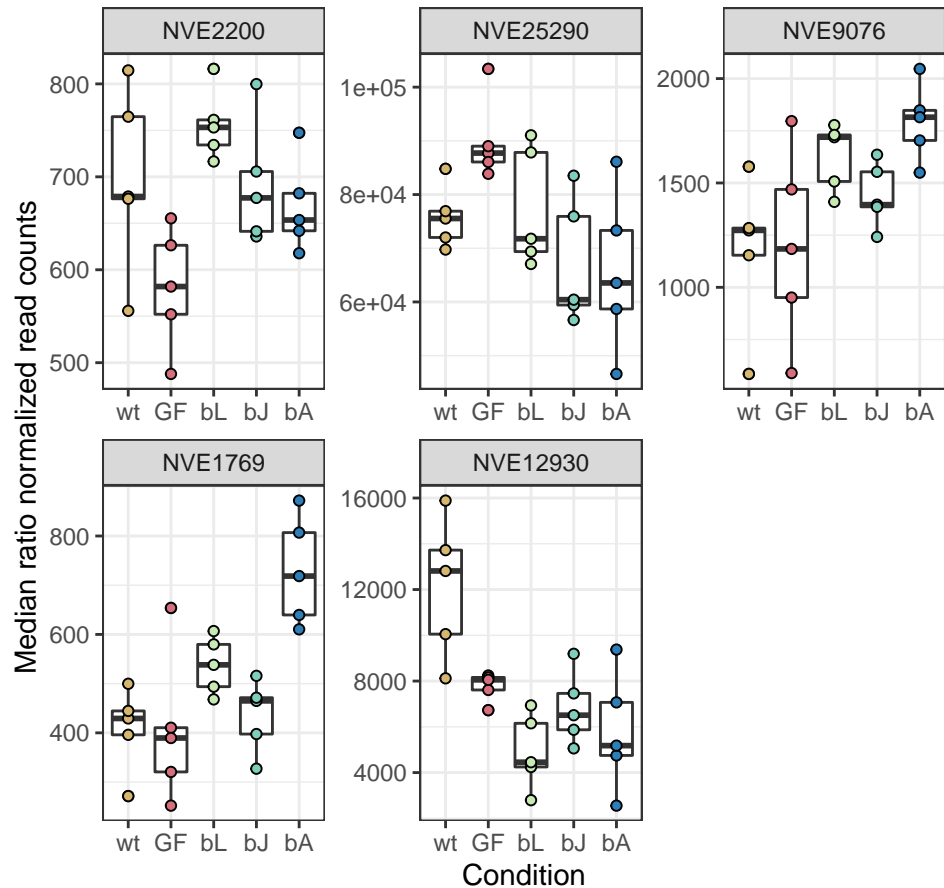 Median ratio normalized read counts
NVE2200
800
700
600
500
wt GF bL bJ bA
NVE25290
1e+05
8e+04
6e+04
wt GF bL bJ bA
NVE9076
2000
1500
1000
wt GF bL bJ bA
NVE1769
800
600
400
wt GF bL bJ bA
NVE12930
16000
12000
8000
4000
wt GF bL bJ bA
Condition